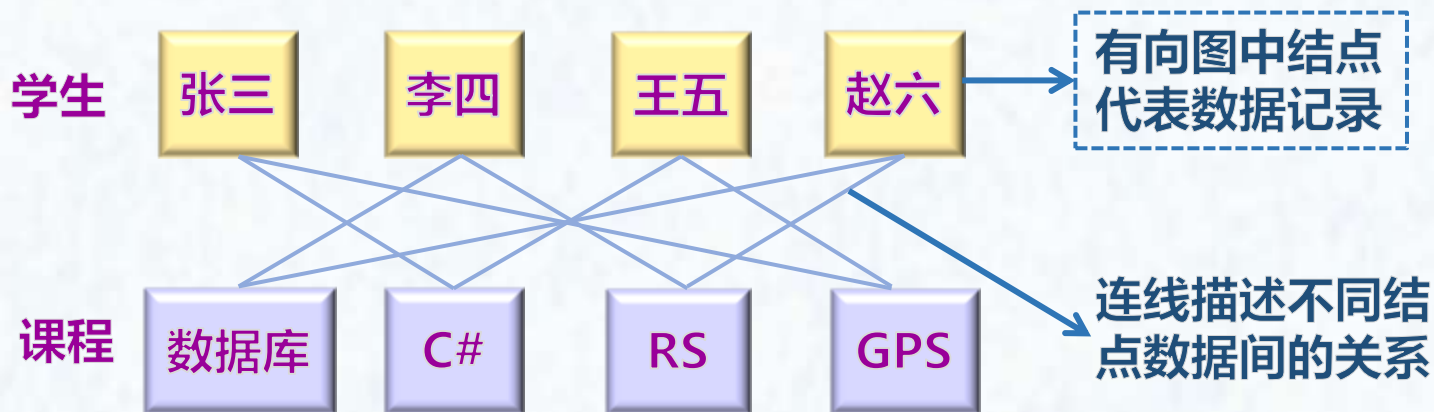 学生
张三
李四
王五
赵六
有向图中结点
代表数据记录
课程
数据库
C#
RS
GPS
连线描述不同结
点数据间的关系